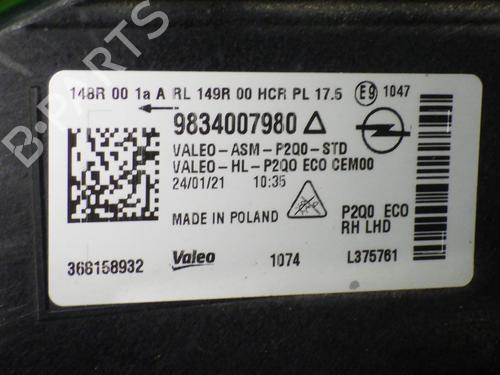 148R 00 1a A RL 149R 00 HCR PL 17.5 E9 1047
9834007980
VALEO-ASM-P2Q0-STD
VALEO-HL-P2Q0 ECO CEM00
24/01/21 10:35
MADE IN POLAND
P2Q0 ECO
RH LHD
368158932 Valeo 1074 L375761